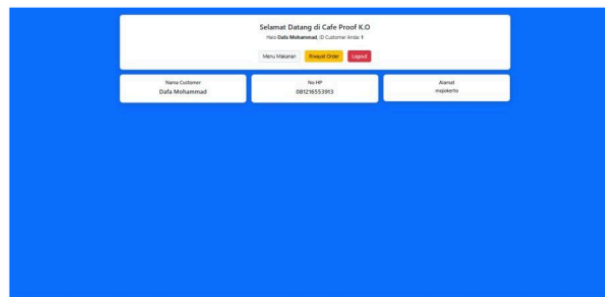 Selamat Datang di Cafe Proof K.O
Halo Dafa Mohammad, ID Customer Anda: 1
Menu Makanan Riwayat Order Logout
Nama Customer
Dafa Mohammad
No HP
081216553913
Alamat
mojokerto